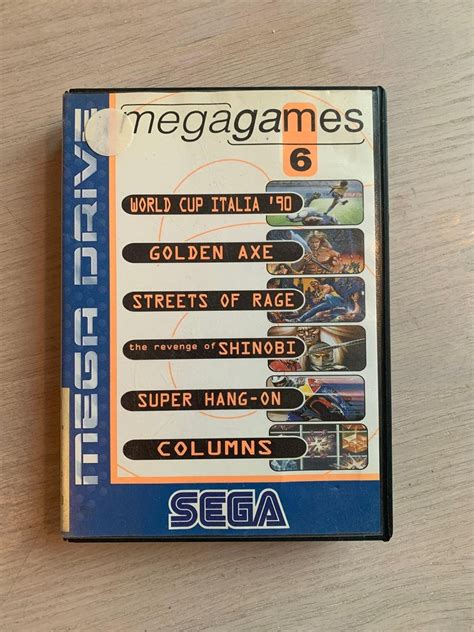 MEGA DRIVE
megagames
6
WORLD CUP ITALIA '90
GOLDEN AXE
STREETS OF RAGE
the revenge of SHINOBI
SUPER HANG-ON
COLUMNS
SEGA